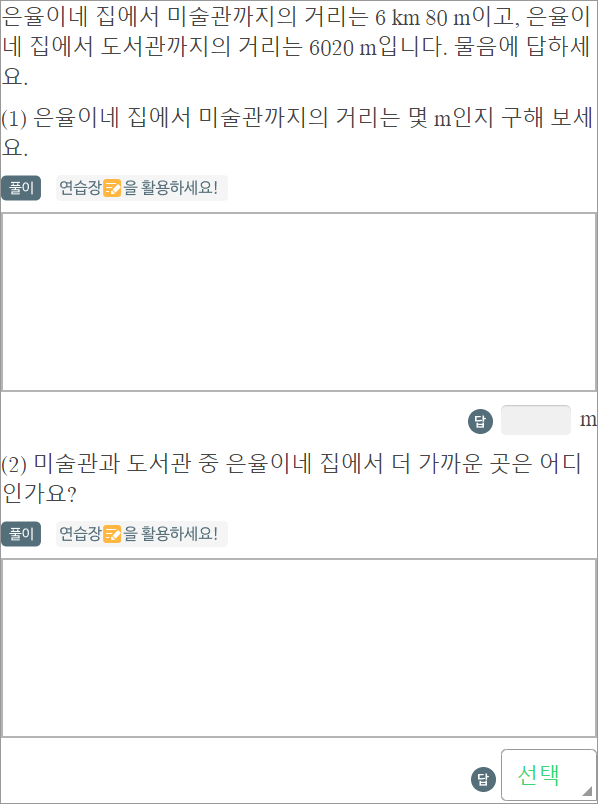 은율이네 집에서 미술관까지의 거리는 6 km 80 m이고, 은율이
네 집에서 도서관까지의 거리는 6020 m입니다. 물음에 답하세
요.
(1) 은율이네 집에서 미술관까지의 거리는 몇 m인지 구해 보세
요.
풀이 연습장을 활용하세요!
답 m
(2) 미술관과 도서관 중 은율이네 집에서 더 가까운 곳은 어디
인가요?
풀이 연습장을 활용하세요!
답 선택